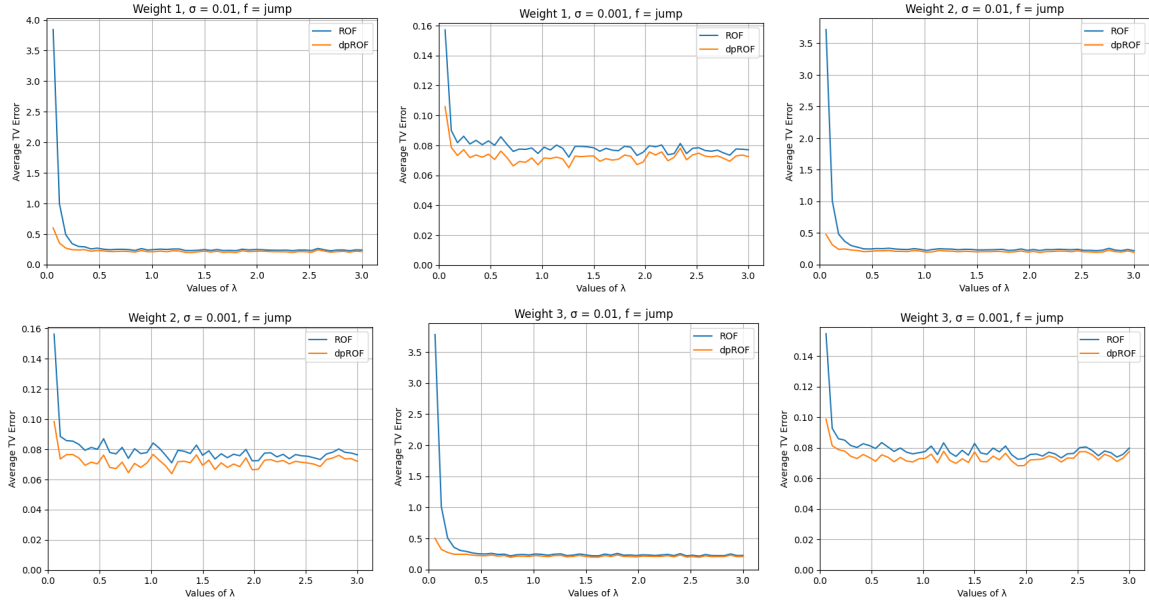 Weight 1, σ = 0.01, f = jump
4.0
3.5
3.0
2.5
2.0
1.5
1.0
0.5
0.0
Average TV Error
ROF
dpROF
0.0 0.5 1.0 1.5 2.0 2.5 3.0
Values of λ
Weight 1, σ = 0.001, f = jump
0.16
0.14
0.12
0.10
0.08
0.06
0.04
0.02
0.00
Average TV Error
ROF
dpROF
0.0 0.5 1.0 1.5 2.0 2.5 3.0
Values of λ
Weight 2, σ = 0.01, f = jump
3.5
3.0
2.5
2.0
1.5
1.0
0.5
0.0
Average TV Error
ROF
dpROF
0.0 0.5 1.0 1.5 2.0 2.5 3.0
Values of λ
Weight 2, σ = 0.001, f = jump
0.16
0.14
0.12
0.10
0.08
0.06
0.04
0.02
0.00
Average TV Error
ROF
dpROF
0.0 0.5 1.0 1.5 2.0 2.5 3.0
Values of λ
Weight 3, σ = 0.01, f = jump
3.5
3.0
2.5
2.0
1.5
1.0
0.5
0.0
Average TV Error
ROF
dpROF
0.0 0.5 1.0 1.5 2.0 2.5 3.0
Values of λ
Weight 3, σ = 0.001, f = jump
0.14
0.12
0.10
0.08
0.06
0.04
0.02
0.00
Average TV Error
ROF
dpROF
0.0 0.5 1.0 1.5 2.0 2.5 3.0
Values of λ